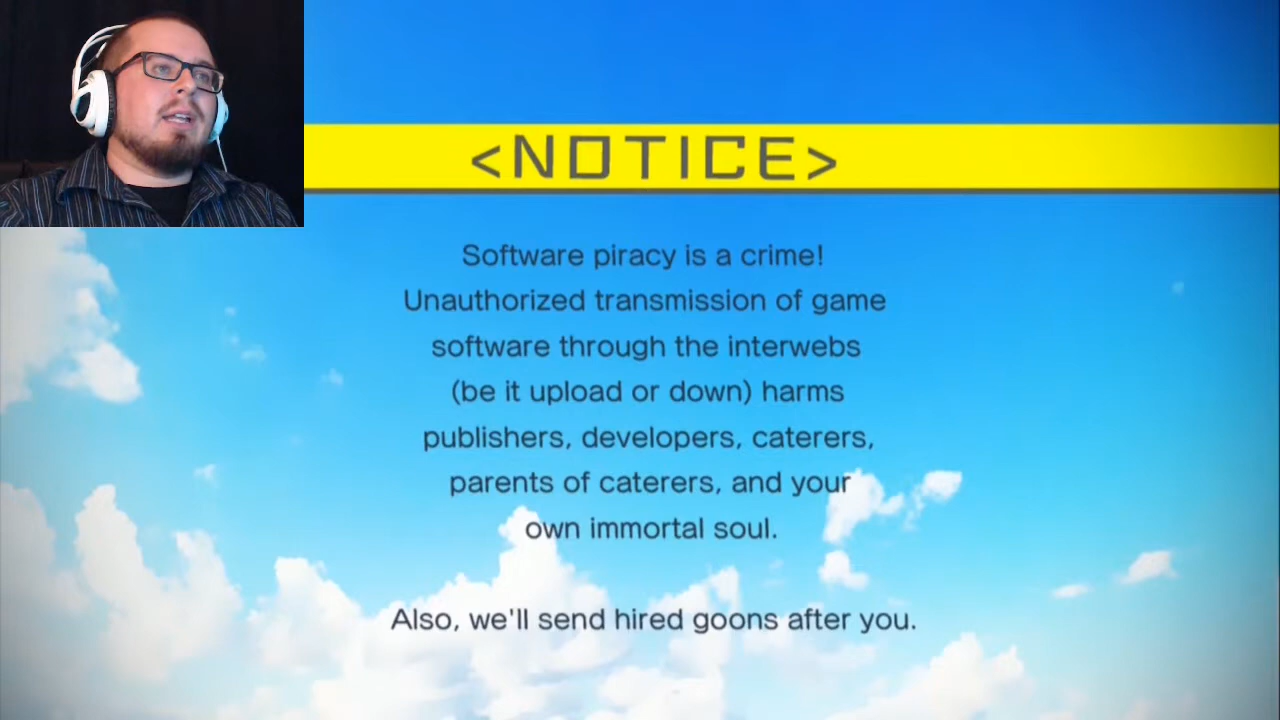 <NOTICE>
Software piracy is a crime!
Unauthorized transmission of game
software through the interwebs
(be it upload or down) harms
publishers, developers, caterers,
parents of caterers, and your
own immortal soul.
Also, we'll send hired goons after you.